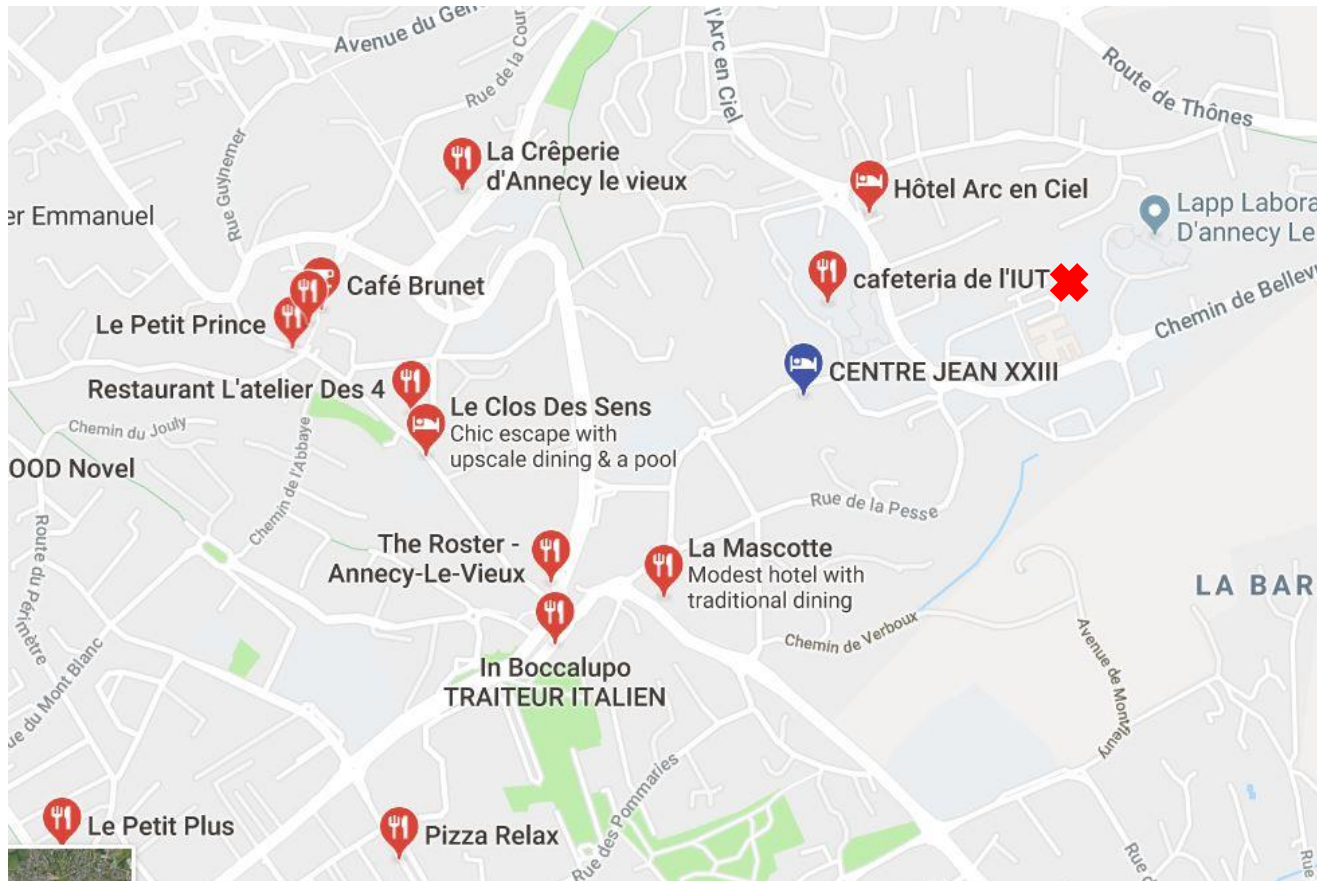 Avenue du Gen
Rue de la Cour
l'Arc en Ciel
Route de Thônes
La Crêperie
d'Annecy le vieux
Rue Guynemer
Hôtel Arc en Ciel
Lapp Labora
D'annecy Le
er Emmanuel
Café Brunet
cafeteria de l'IUT
Chemin de Bellev
Le Petit Prince
CENTRE JEAN XXIII
Restaurant L'atelier Des 4
Le Clos Des Sens
Chic escape with
upscale dining & a pool
Chemin du Jouly
Chemin de l'Abbaye
OOD Novel
Rue de la Pesse
Route du Périmètre
The Roster -
Annecy-Le-Vieux
La Mascotte
Modest hotel with
traditional dining
LA BAR
Chemin de Verboux
Avenue de Montfleury
In Boccalupo
TRAITEUR ITALIEN
ue du Mont Blanc
Rue des Pommaries
Le Petit Plus
Pizza Relax
Rue d
Rue